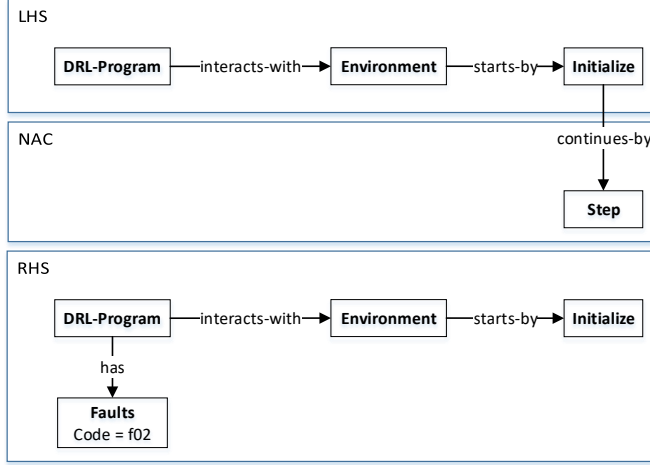 LHS
DRL-Program interacts-with Environment starts-by Initialize
NAC
continues-by
Step
RHS
DRL-Program interacts-with Environment starts-by Initialize
has
Faults
Code = f02